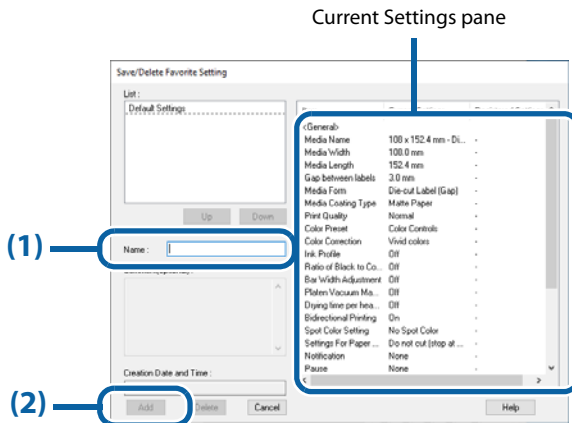 Current Settings pane
Save/Delete Favorite Setting
List :
Default Settings
Up Down
(1)
Name :
Creation Date and Time :
(2)
Add Delete Cancel
<General>
Media Name 108 x 152.4 mm - Di... -
Media Width 108.0 mm -
Media Length 152.4 mm -
Gap between labels 3.0 mm -
Media Form Die-cut Label (Gap) -
Media Coating Type Matte Paper -
Print Quality Normal -
Color Preset Color Controls -
Color Correction Vivid colors -
Ink Profile Off -
Ratio of Black to Co... Off -
Bar Width Adjustment Off -
Platen Vacuum Ma... Off -
Drying time per hea... Off -
Bidirectional Printing On -
Spot Color Setting No Spot Color -
Settings For Paper ... Do not cut (stop at ... -
Notification None -
Pause None -
Help